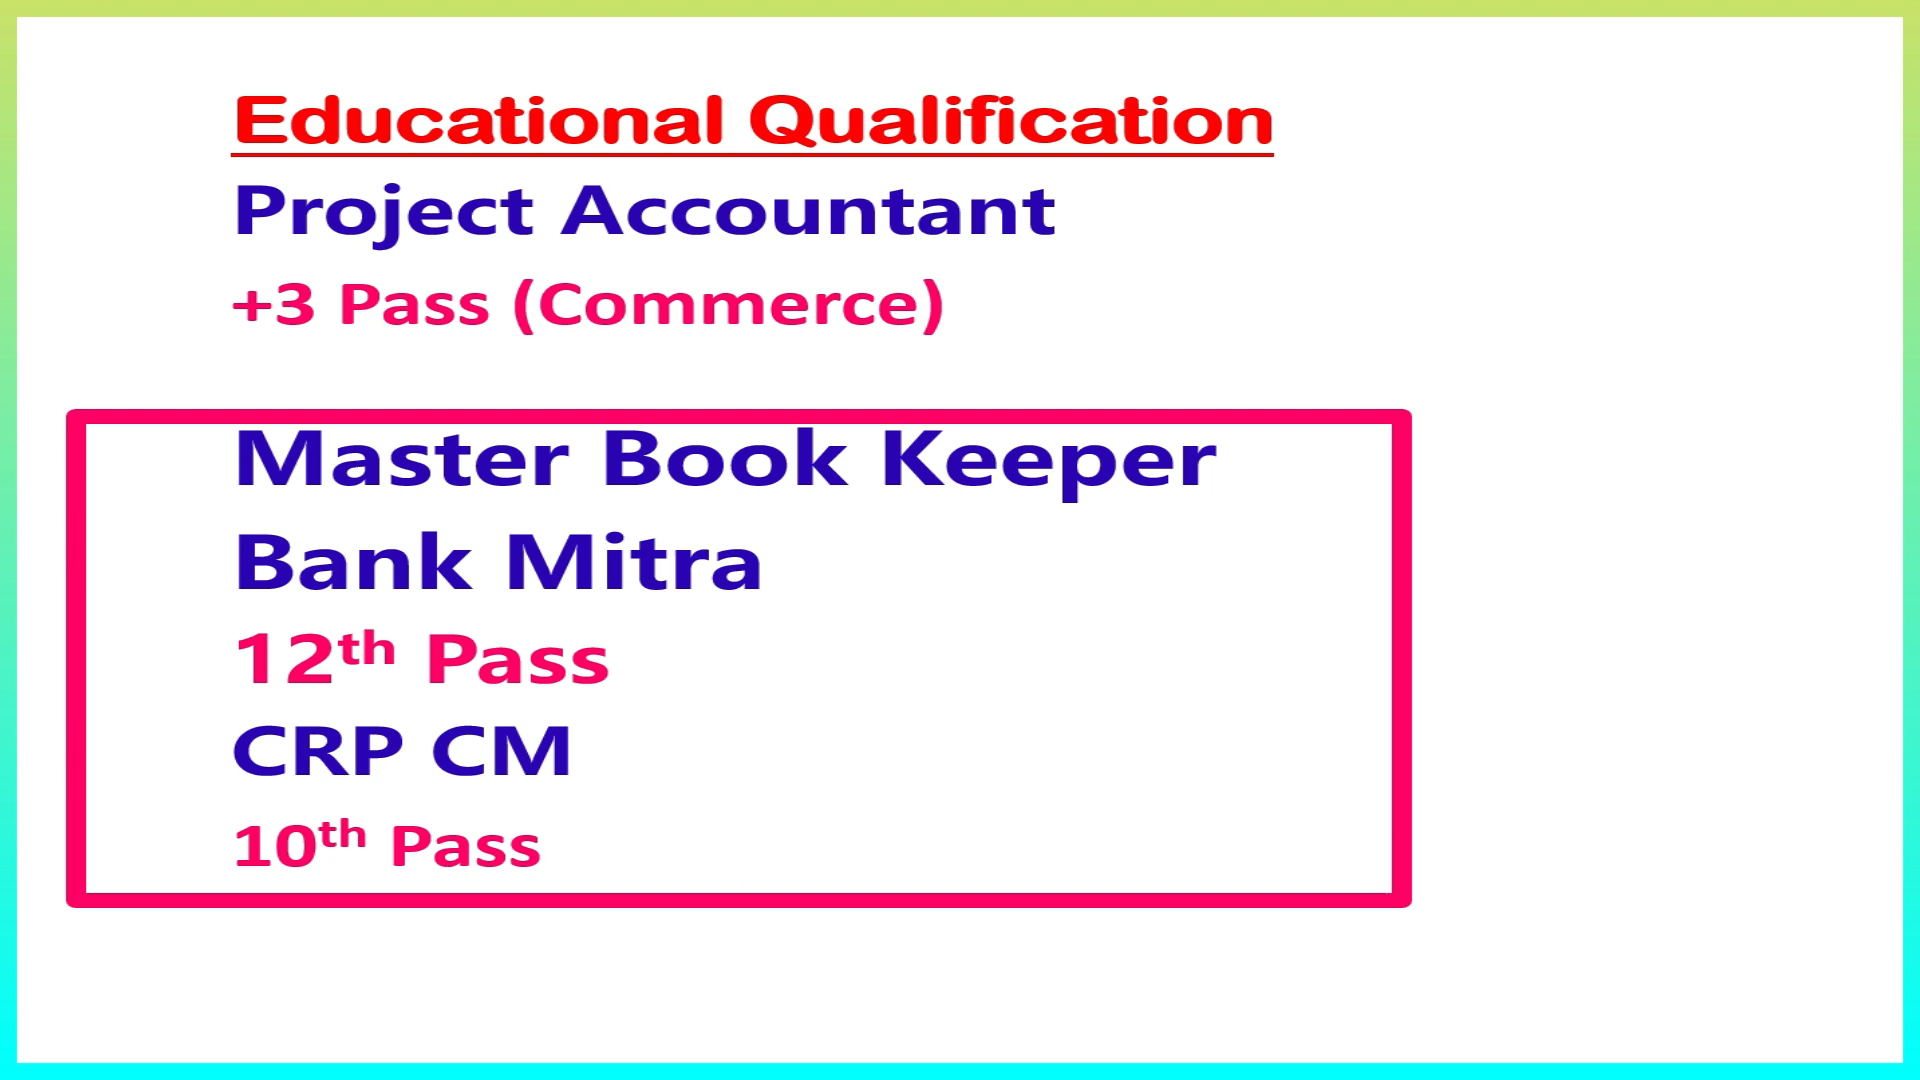 Educational Qualification
Project Accountant
+3 Pass (Commerce)
Master Book Keeper
Bank Mitra
12th Pass
CRP CM
10th Pass